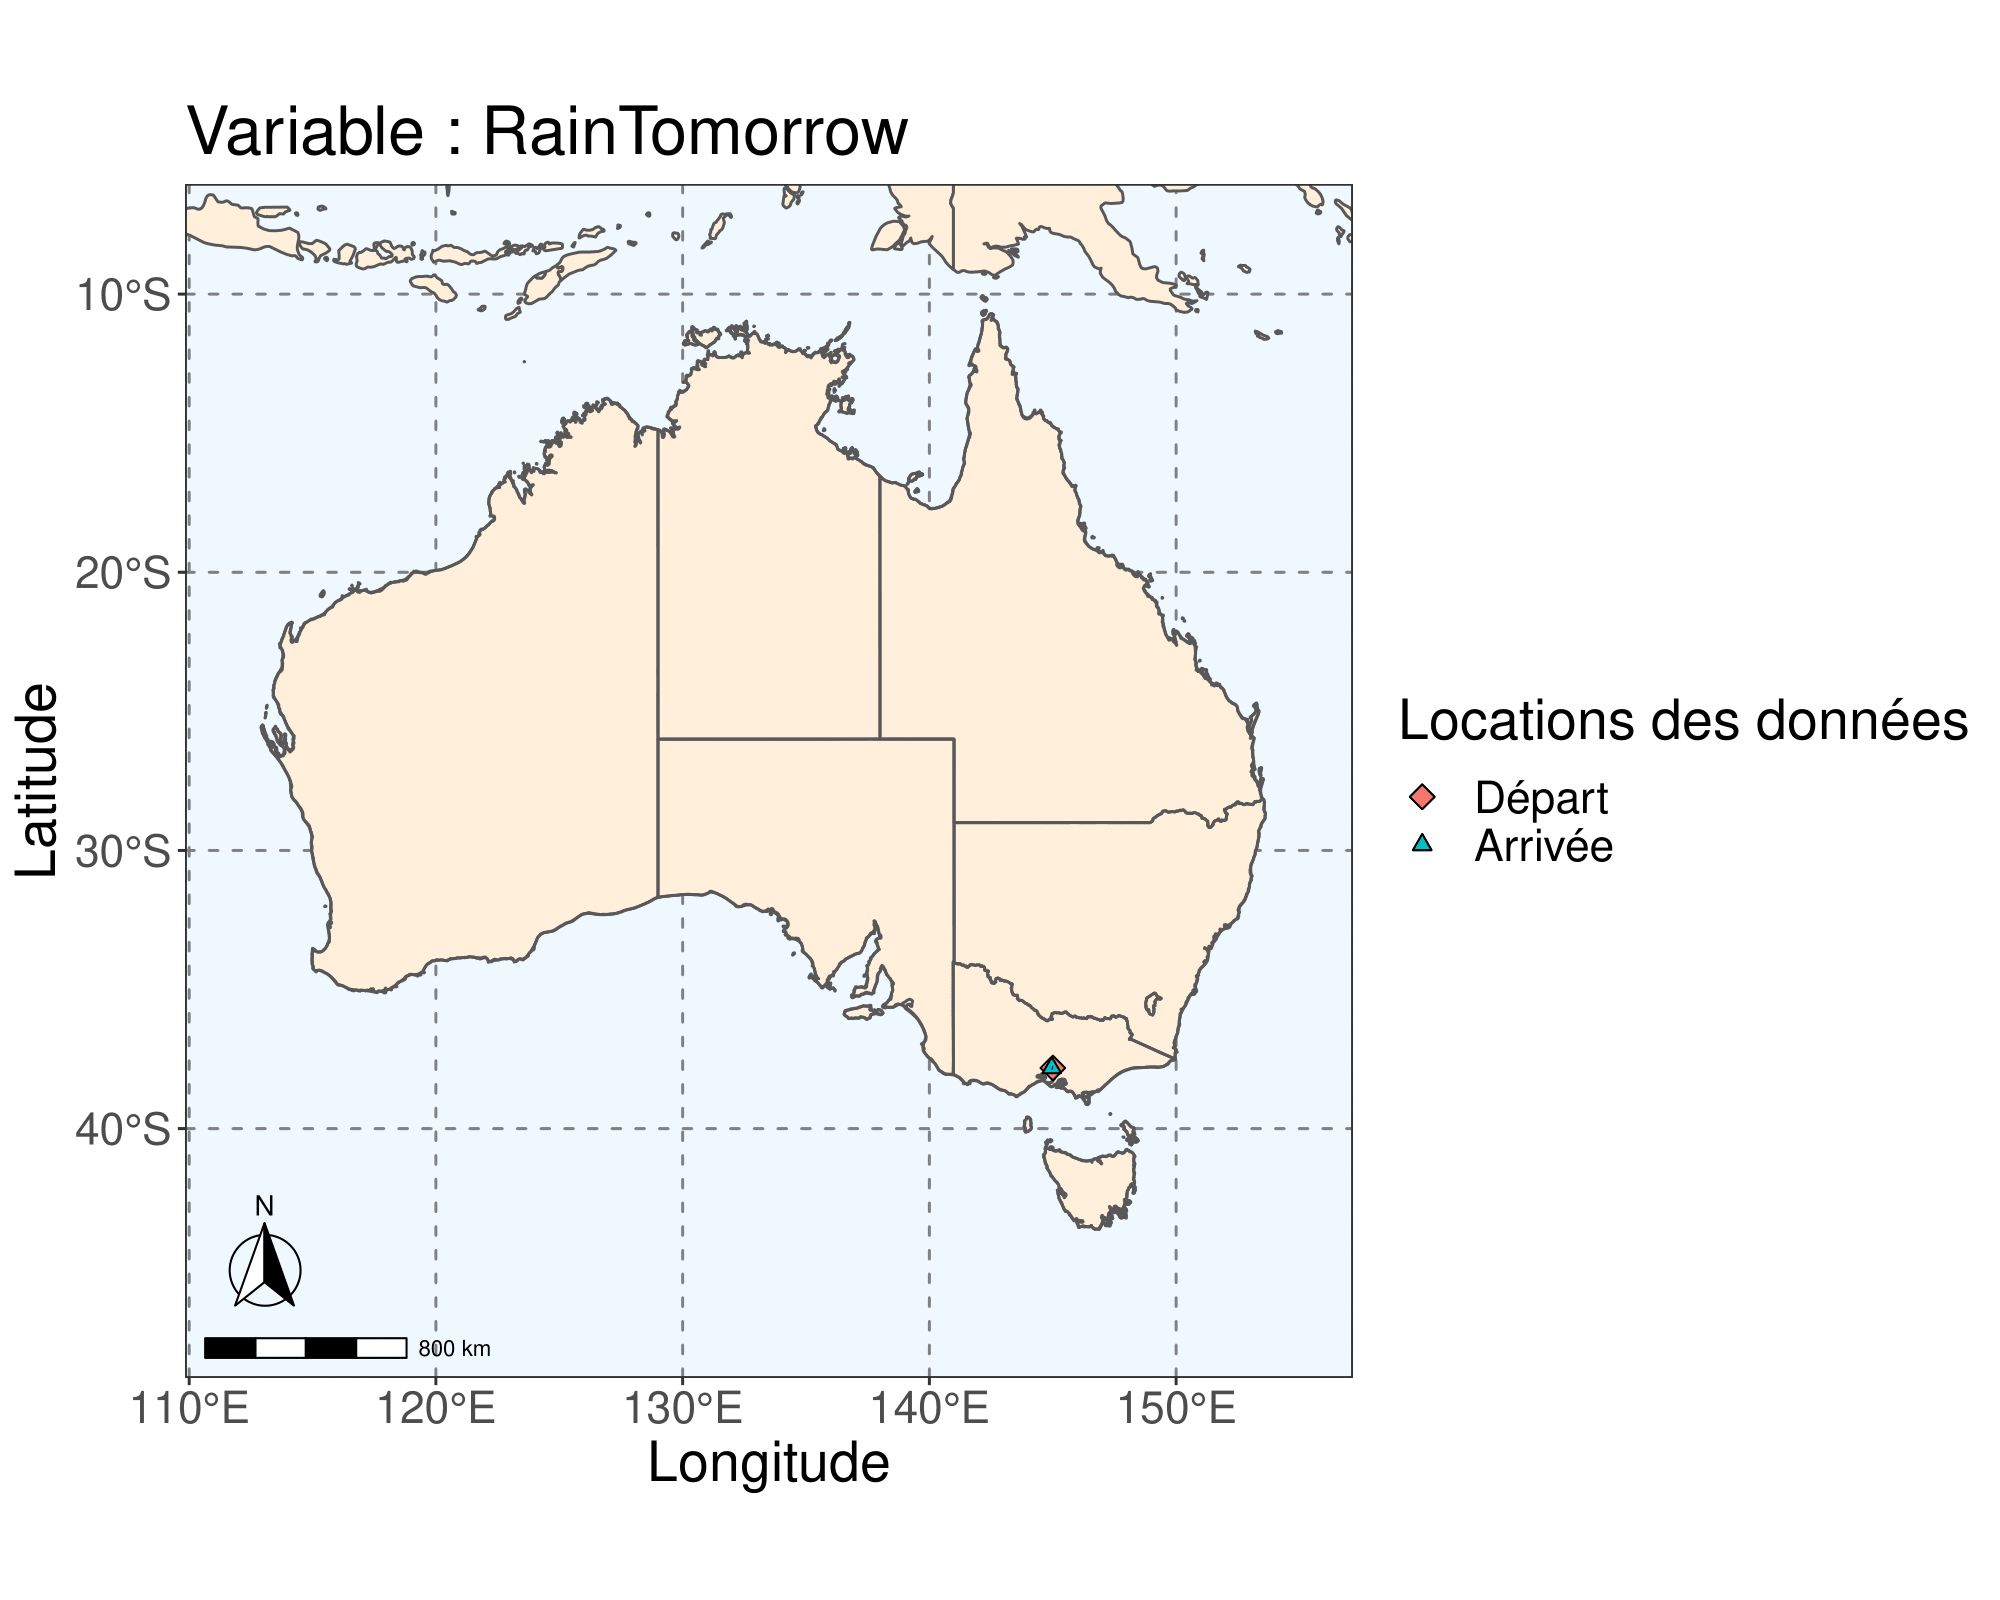 Variable : RainTomorrow
10°S
20°S
30°S
40°S
Latitude
N
800 km
110°E
120°E
130°E
140°E
150°E
Longitude
Locations des données
Départ
Arrivée